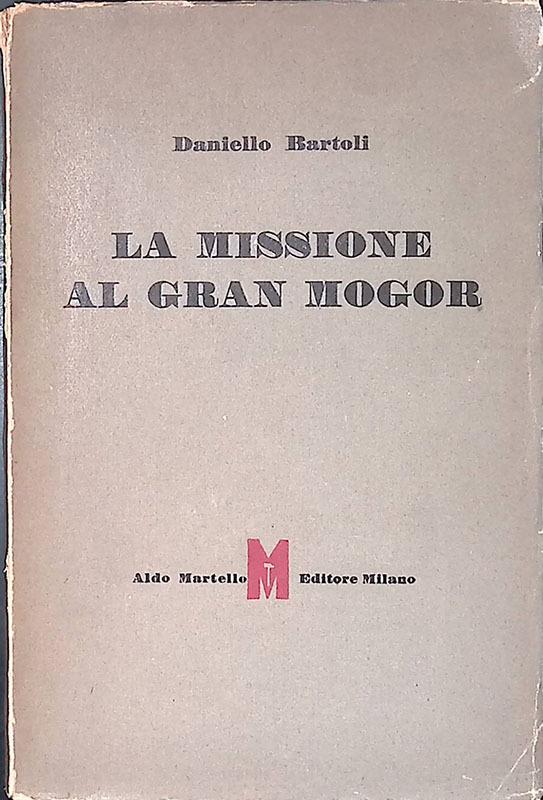 Daniello Bartoli
LA MISSIONE
AL GRAN MOGOR
Aldo Martello M Editore Milano